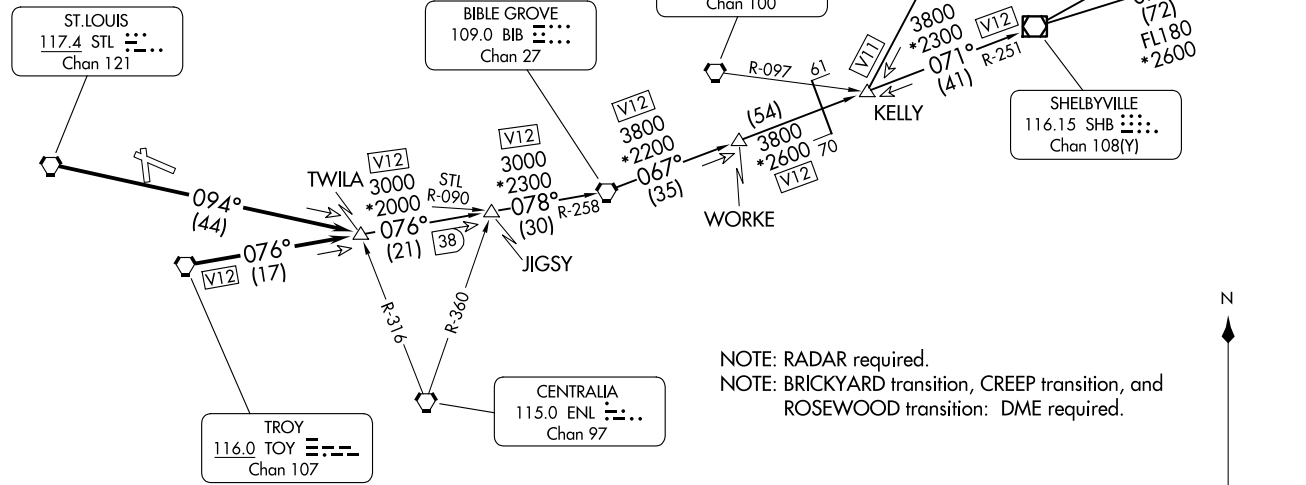 ST.LOUIS
117.4 STL
Chan 121
BIBLE GROVE
109.0 BIB
Chan 27
Chan 100
R-097
61
V11
3800
*2300
071°
(41)
V12
R-251
(72)
FL180
*2600
KELLY
SHELBYVILLE
116.15 SHB
Chan 108(Y)
094°
(44)
TWILA
V12
3000
*2000
076°
(21)
STL
R-090
38
V12
3000
*2300
078°
(30)
R-258
JIGSY
V12
3800
*2200
067°
(35)
WORKE
(54)
3800
*2600
V12
70
076°
V12
(17)
R-316
R-360
TROY
116.0 TOY
Chan 107
CENTRALIA
115.0 ENL
Chan 97
NOTE: RADAR required.
NOTE: BRICKYARD transition, CREEP transition, and
ROSEWOOD transition: DME required.
N